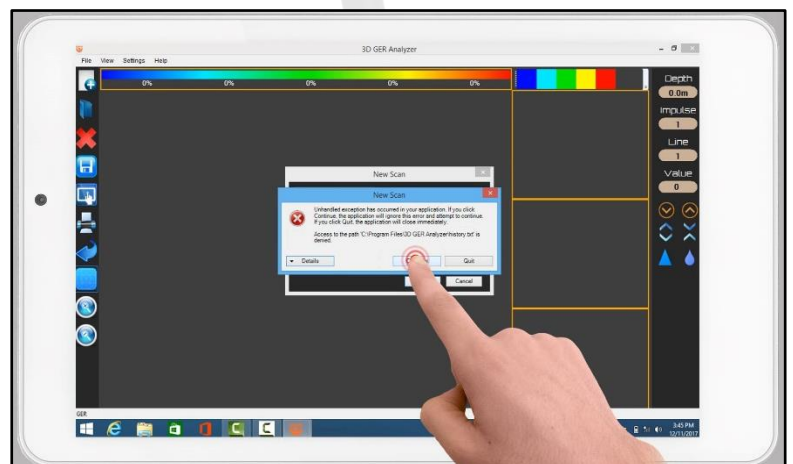 3D GER Analyzer
File View Settings Help
0% 0% 0% 0% 0%
Depth
0.0m
Impulse
1
Line
1
Value
0
New Scan
New Scan
Unhandled exception has occurred in your application. If you click
Continue, the application will ignore this error and attempt to continue.
If you click Quit, the application will close immediately.
Access to the path 'C:\Program Files\3D GER Analyzer\history.txt' is
denied.
Details
Quit
Cancel
GER
3:45 PM
12/11/2017